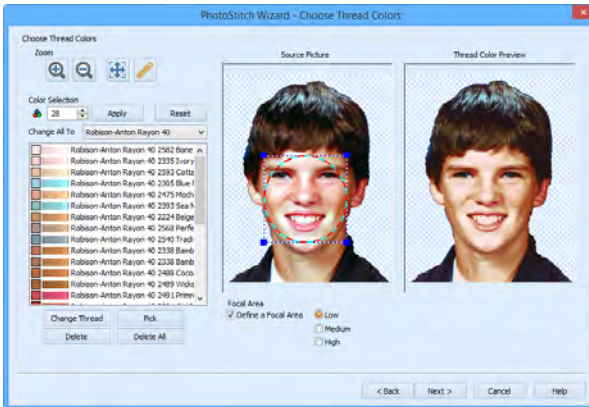 PhotoStitch Wizard - Choose Thread Colors
Choose Thread Colors
Zoom
Color Selection
28
Apply
Reset
Change All To
Robison-Anton Rayon 40
Robison-Anton Rayon 40 2582 Bone
Robison-Anton Rayon 40 2335 Ivory
Robison-Anton Rayon 40 2593 Cotta
Robison-Anton Rayon 40 2305 Blue
Robison-Anton Rayon 40 2475 Moch
Robison-Anton Rayon 40 2393 Sea
Robison-Anton Rayon 40 2224 Beige
Robison-Anton Rayon 40 2568 Perfe
Robison-Anton Rayon 40 2540 Tradi
Robison-Anton Rayon 40 2338 Bamb
Robison-Anton Rayon 40 2338 Bamb
Robison-Anton Rayon 40 2488 Coco
Robison-Anton Rayon 40 2489 Wicke
Robison-Anton Rayon 40 2491 Primr
Change Thread
Pick
Delete
Delete All
Source Picture
Thread Color Preview
Focal Area
Define a Focal Area
Low
Medium
High
< Back
Next >
Cancel
Help